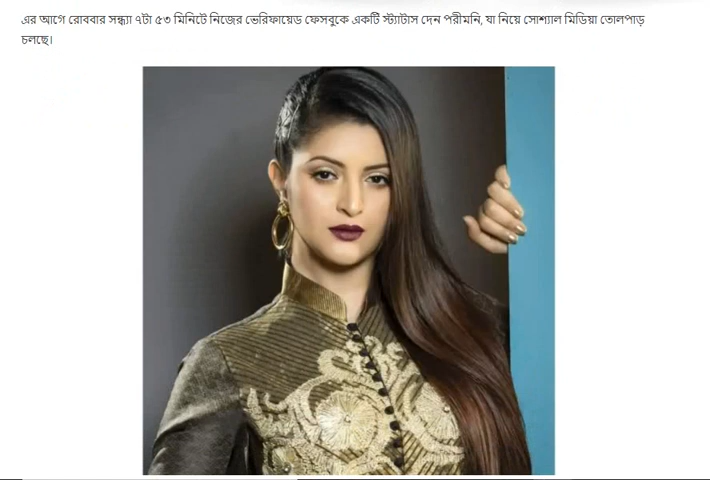 এর আগে রোববার সন্ধ্যা ৭টা ৫৩ মিনিটে নিজের ভেরিফায়েড ফেসবুকে একটি স্ট্যাটাস দেন পরীমনি, যা নিয়ে সোশ্যাল মিডিয়া তোলপাড়
চলছে।